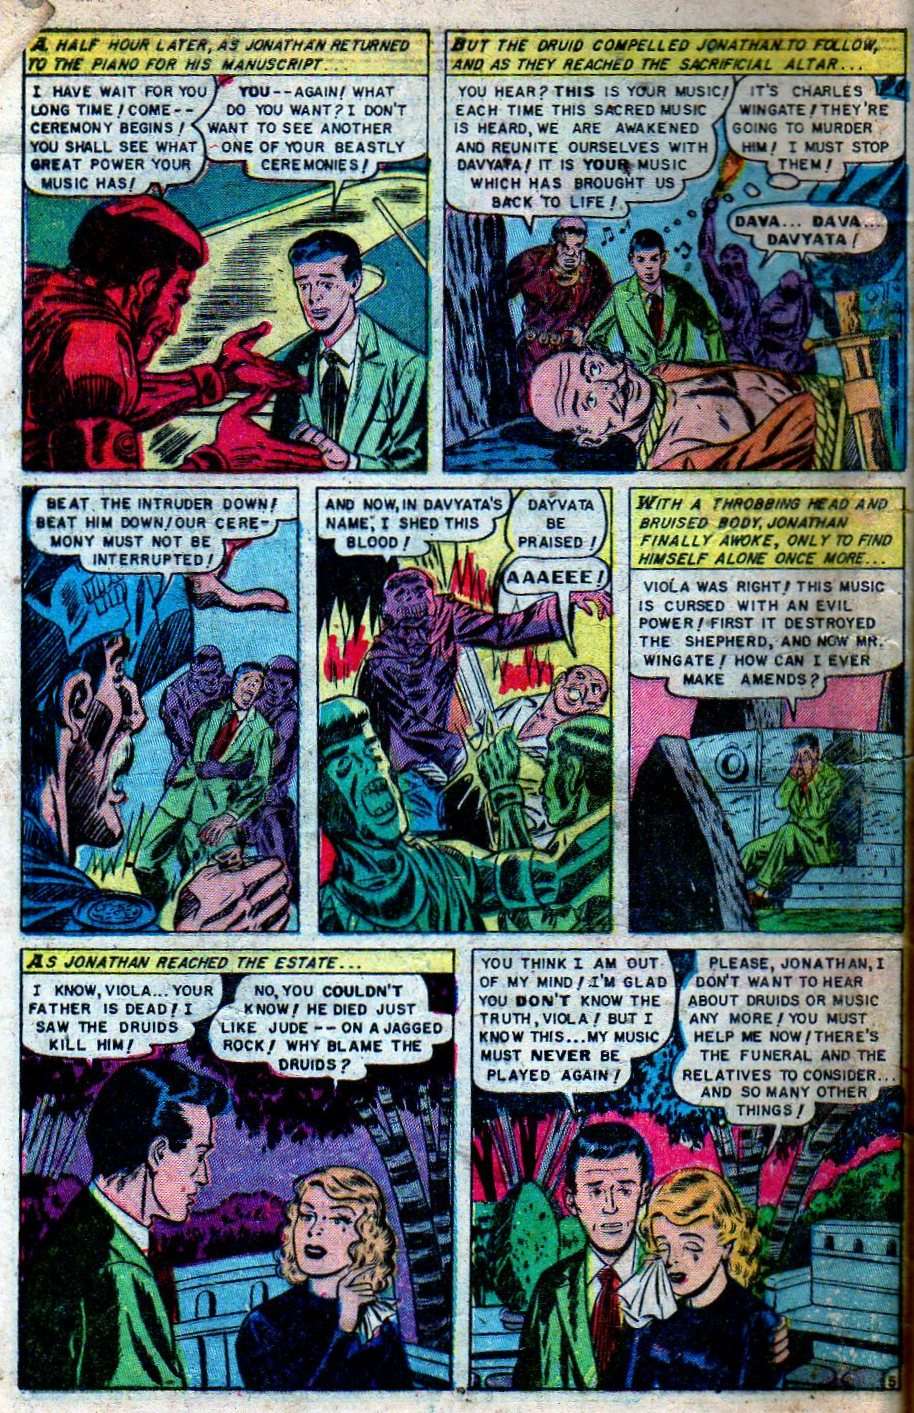 A HALF HOUR LATER, AS JONATHAN RETURNED
TO THE PIANO FOR HIS MANUSCRIPT...
I HAVE WAIT FOR YOU
LONG TIME! COME--
CEREMONY BEGINS!
YOU SHALL SEE WHAT
GREAT POWER YOUR
MUSIC HAS!
YOU--AGAIN! WHAT
DO YOU WANT? I DON'T
WANT TO SEE ANOTHER
ONE OF YOUR BEASTLY
CEREMONIES!
BUT THE DRUID COMPELLED JONATHAN TO FOLLOW,
AND AS THEY REACHED THE SACRIFICIAL ALTAR...
YOU HEAR? THIS IS YOUR MUSIC!
EACH TIME THIS SACRED MUSIC
IS HEARD, WE ARE AWAKENED
AND REUNITE OURSELVES WITH
DAVYATA! IT IS YOUR MUSIC
WHICH HAS BROUGHT US
BACK TO LIFE!
IT'S CHARLES
WINGATE! THEY'RE
GOING TO MURDER
HIM! I MUST STOP
THEM!
DAVA... DAVA...
DAVYATA!
BEAT THE INTRUDER DOWN!
BEAT HIM DOWN! OUR CERE-
MONY MUST NOT BE
INTERRUPTED!
AND NOW, IN DAVYATA'S
NAME, I SHED THIS
BLOOD!
DAYVATA
BE
PRAISED!
AAAEEE!
WITH A THROBBING HEAD AND
BRUISED BODY, JONATHAN
FINALLY AWOKE, ONLY TO FIND
HIMSELF ALONE ONCE MORE...
VIOLA WAS RIGHT! THIS MUSIC
IS CURSED WITH AN EVIL
POWER! FIRST IT DESTROYED
THE SHEPHERD, AND NOW MR.
WINGATE! HOW CAN I EVER
MAKE AMENDS?
AS JONATHAN REACHED THE ESTATE...
I KNOW, VIOLA... YOUR
FATHER IS DEAD! I
SAW THE DRUIDS
KILL HIM!
NO, YOU COULDN'T
KNOW! HE DIED JUST
LIKE JUDE -- ON A JAGGED
ROCK! WHY BLAME THE
DRUIDS?
YOU THINK I AM OUT
OF MY MIND! I'M GLAD
YOU DON'T KNOW THE
TRUTH, VIOLA! BUT I
KNOW THIS...MY MUSIC
MUST NEVER BE
PLAYED AGAIN!
PLEASE, JONATHAN, I
DON'T WANT TO HEAR
ABOUT DRUIDS OR MUSIC
ANY MORE! YOU MUST
HELP ME NOW! THERE'S
THE FUNERAL AND THE
RELATIVES TO CONSIDER...
AND SO MANY OTHER
THINGS!
5